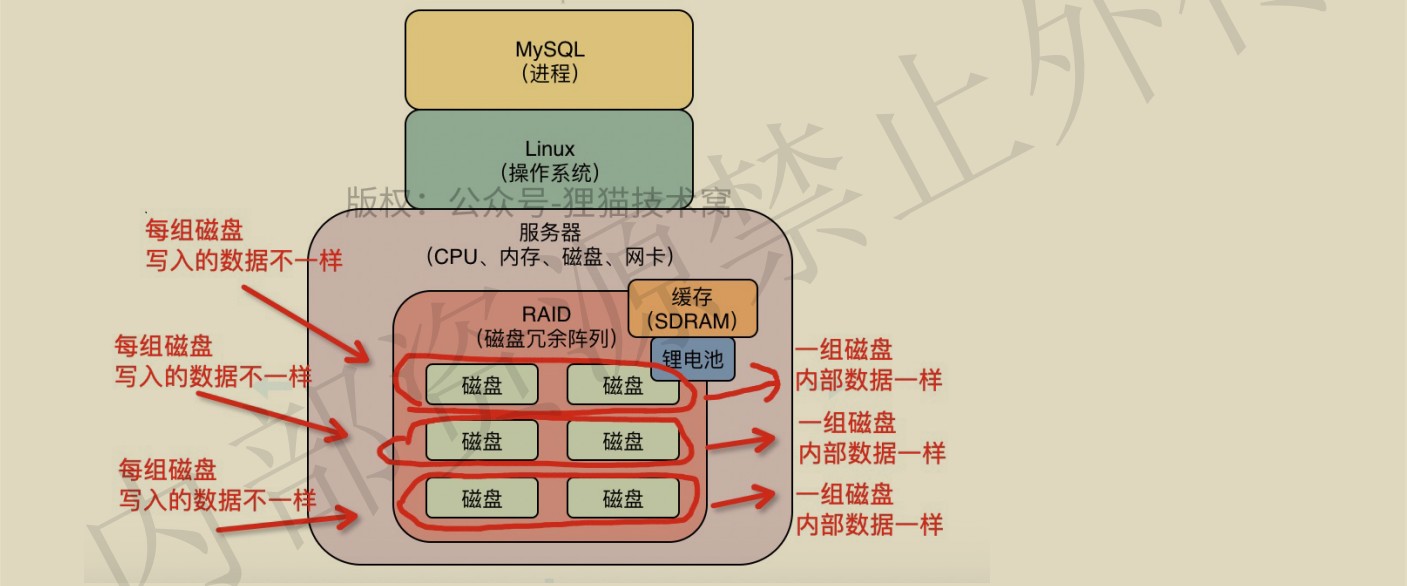 MySQL
（进程）
Linux
（操作系统）
版权：公众号-狸猫技术窝
服务器
（CPU、内存、磁盘、网卡）
每组磁盘
写入的数据不一样
缓存
（SDRAM）
RAID
（磁盘冗余阵列）
锂电池
每组磁盘
写入的数据不一样
一组磁盘
内部数据一样
磁盘
磁盘
磁盘
磁盘
一组磁盘
内部数据一样
每组磁盘
写入的数据不一样
磁盘
磁盘
一组磁盘
内部数据一样
内部资源禁止外传